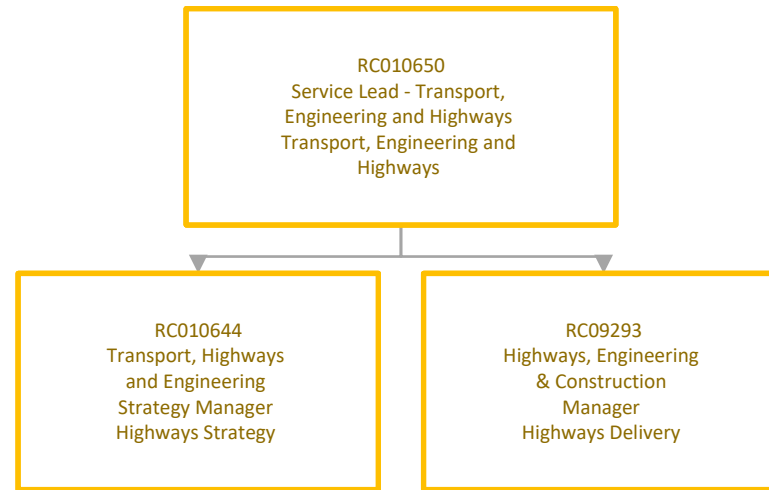 RC010650
Service Lead - Transport,
Engineering and Highways
Transport, Engineering and
Highways
RC010644
Transport, Highways
and Engineering
Strategy Manager
Highways Strategy
RC09293
Highways, Engineering
& Construction
Manager
Highways Delivery